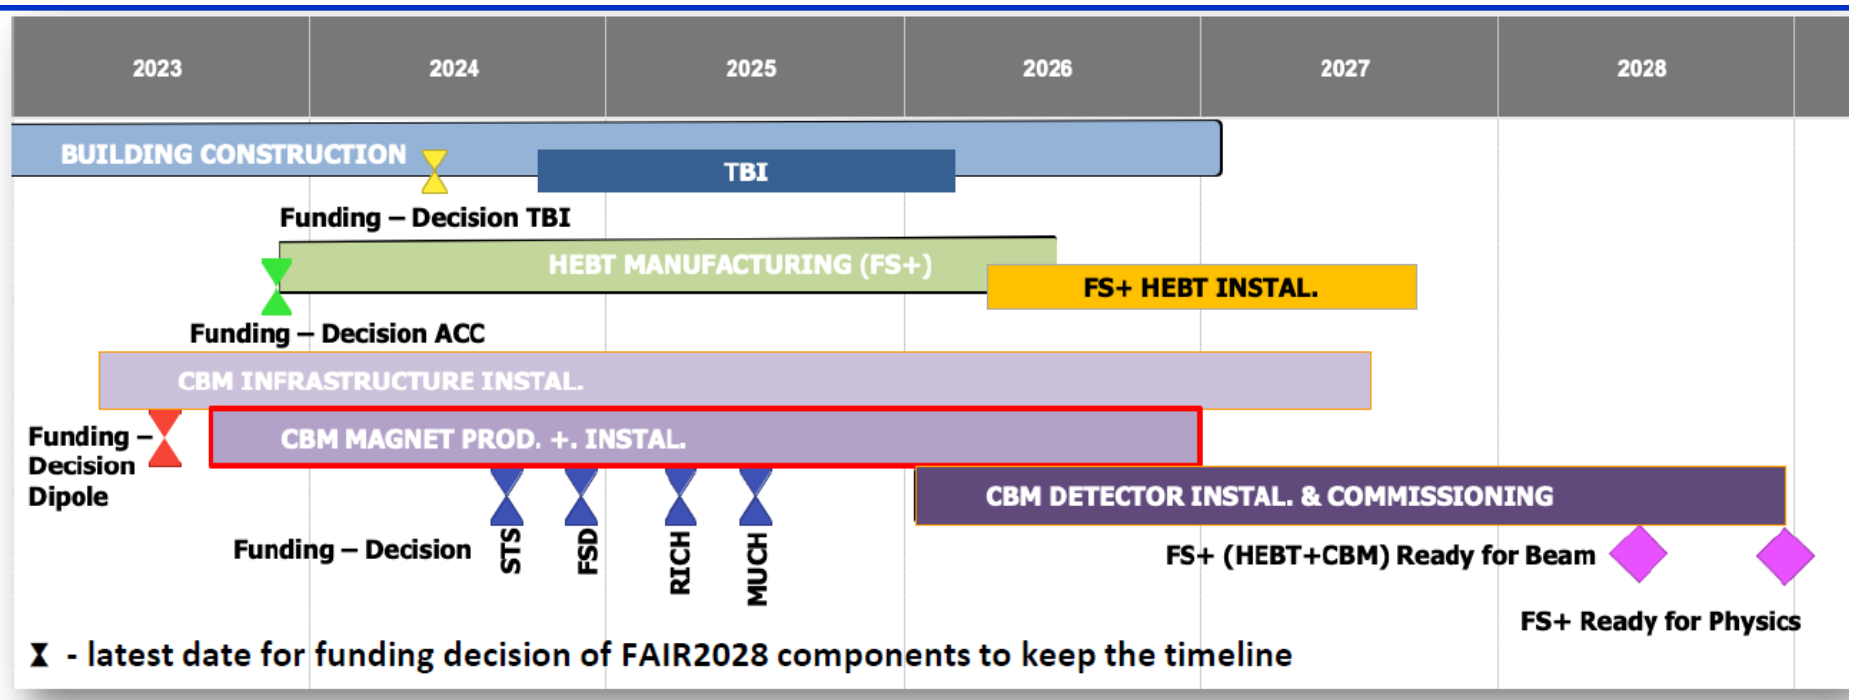 2023 2024 2025 2026 2027 2028
BUILDING CONSTRUCTION
TBI
Funding – Decision TBI
HEBT MANUFACTURING (FS+)
FS+ HEBT INSTAL.
Funding – Decision ACC
CBM INFRASTRUCTURE INSTAL.
Funding –
Decision
Dipole
CBM MAGNET PROD. +. INSTAL.
CBM DETECTOR INSTAL. & COMMISSIONING
Funding – Decision
STS
FSD
RICH
MUCH
FS+ (HEBT+CBM) Ready for Beam
FS+ Ready for Physics
- latest date for funding decision of FAIR2028 components to keep the timeline